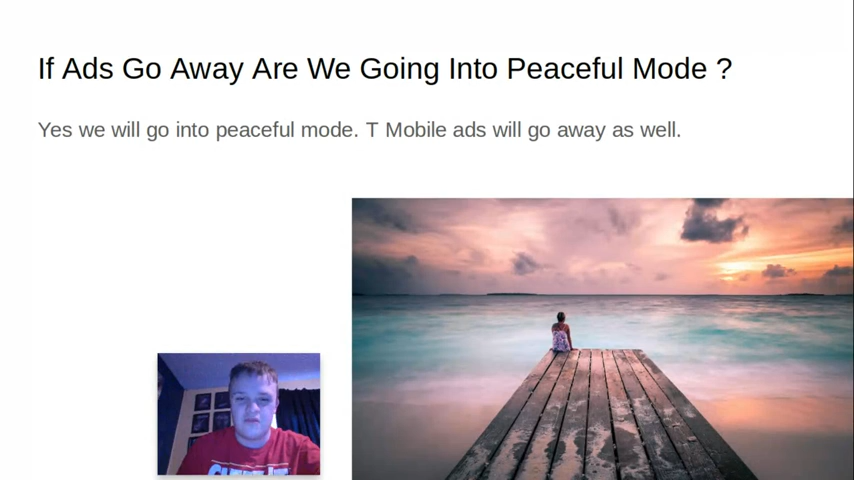 If Ads Go Away Are We Going Into Peaceful Mode ?
Yes we will go into peaceful mode. T Mobile ads will go away as well.